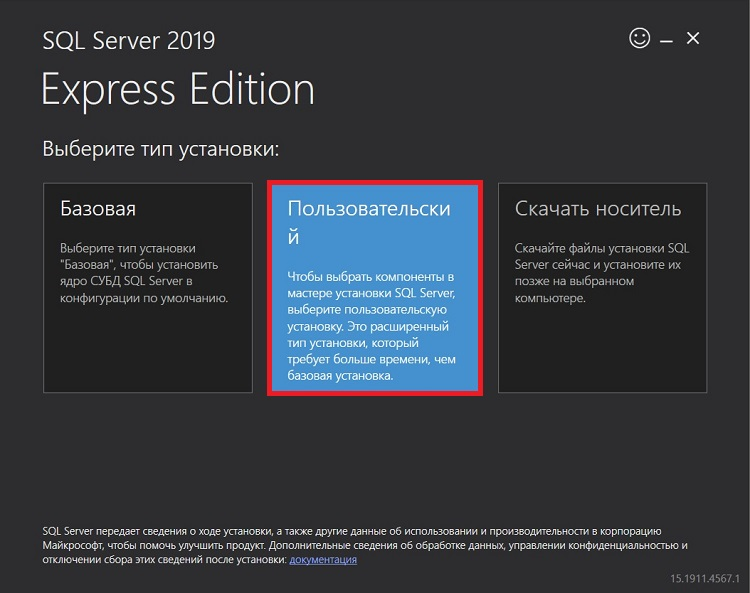 SQL Server 2019
Express Edition
Выберите тип установки:
Базовая
Выберите тип установки
"Базовая", чтобы установить
ядро СУБД SQL Server в
конфигурации по умолчанию.
Пользовательски
й
Чтобы выбрать компоненты в
мастере установки SQL Server,
выберите пользовательскую
установку. Это расширенный
тип установки, который
требует больше времени, чем
базовая установка.
Скачать носитель
Скачайте файлы установки SQL
Server сейчас и установите их
позже на выбранном
компьютере.
SQL Server передает сведения о ходе установки, а также другие данные об использовании и производительности в корпорацию
Майкрософт, чтобы помочь улучшить продукт. Дополнительные сведения об обработке данных, управлении конфиденциальностью и
отключении сбора этих сведений после установки: документация
15.1911.4567.1